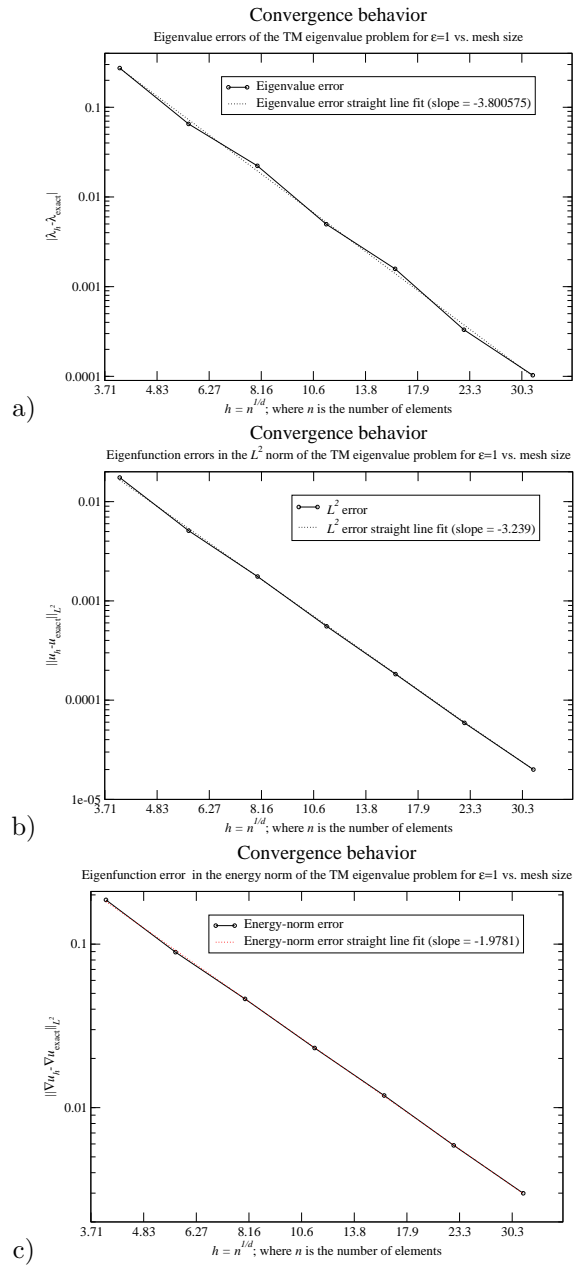 Convergence behavior
Eigenvalue errors of the TM eigenvalue problem for ε=1 vs. mesh size
Eigenvalue error
Eigenvalue error straight line fit (slope = -3.800575)
|λh-λexact|
0.1
0.01
0.001
0.0001
3.71 4.83 6.27 8.16 10.6 13.8 17.9 23.3 30.3
a)
h = n^1/d; where n is the number of elements
Convergence behavior
Eigenfunction errors in the L² norm of the TM eigenvalue problem for ε=1 vs. mesh size
L² error
L² error straight line fit (slope = -3.239)
||uh-uexact||L²
0.01
0.001
0.0001
1e-05
3.71 4.83 6.27 8.16 10.6 13.8 17.9 23.3 30.3
b)
h = n^1/d; where n is the number of elements
Convergence behavior
Eigenfunction error in the energy norm of the TM eigenvalue problem for ε=1 vs. mesh size
Energy-norm error
Energy-norm error straight line fit (slope = -1.9781)
||∇uh-∇uexact||L²
0.1
0.01
3.71 4.83 6.27 8.16 10.6 13.8 17.9 23.3 30.3
c)
h = n^1/d; where n is the number of elements